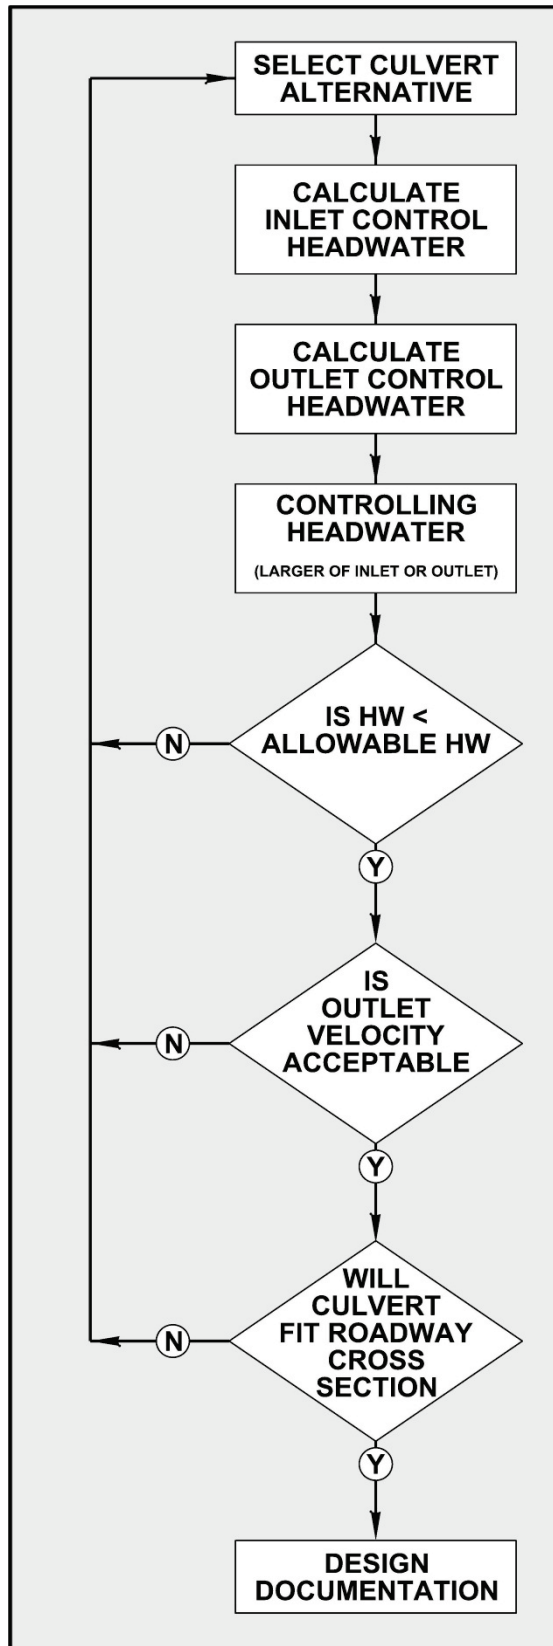 SELECT CULVERT
ALTERNATIVE
CALCULATE
INLET CONTROL
HEADWATER
CALCULATE
OUTLET CONTROL
HEADWATER
CONTROLLING
HEADWATER
(LARGER OF INLET OR OUTLET)
IS HW <
ALLOWABLE HW
N
Y
IS
OUTLET
VELOCITY
ACCEPTABLE
N
Y
WILL
CULVERT
FIT ROADWAY
CROSS
SECTION
N
Y
DESIGN
DOCUMENTATION